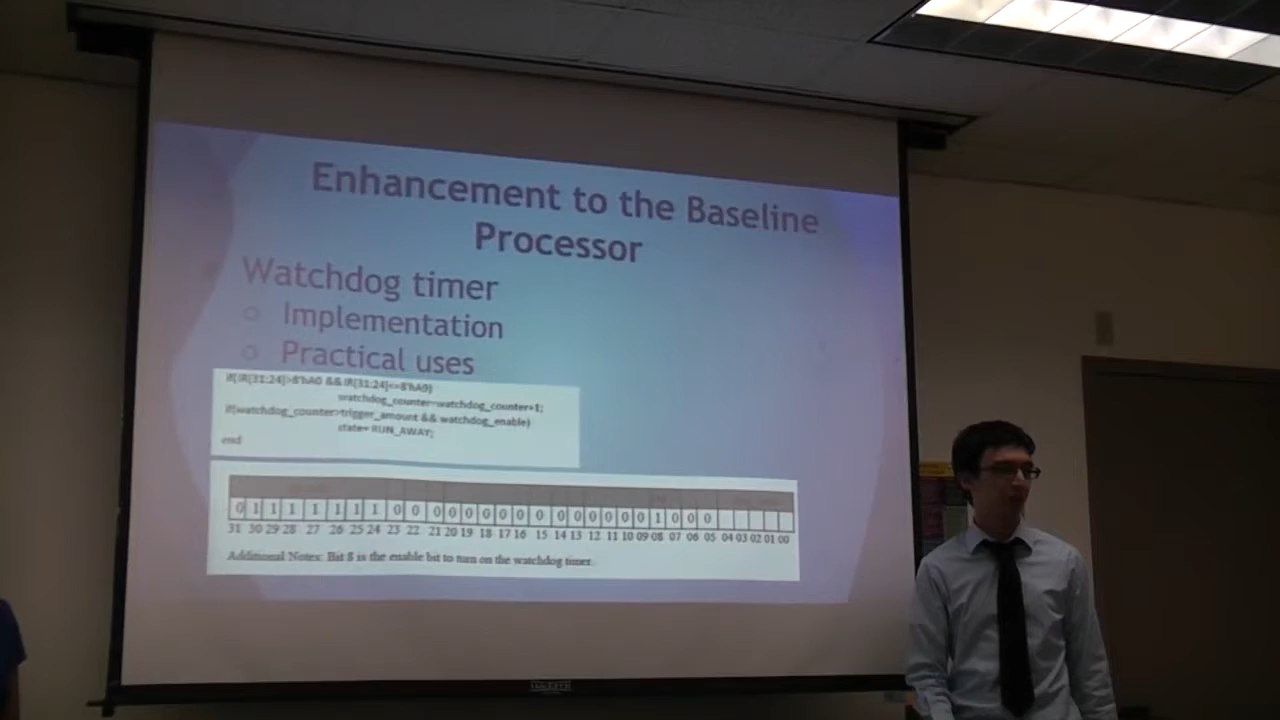 Enhancement to the Baseline
Processor
Watchdog timer
Implementation
Practical uses
if(IR[31:24]>8'hA0 && IR[31:24]<=8'hA9)
watchdog_counter=watchdog_counter+1;
if(watchdog_counter>trigger_amount && watchdog_enable)
state= RUN_AWAY;
end
0 1 1 1 1 1 1 1 0 0 0 0 0 0 0 0 0 0 0 0 0 0 1 0 0 0
31 30 29 28 27 26 25 24 23 22 21 20 19 18 17 16 15 14 13 12 11 10 09 08 07 06 05 04 03 02 01 00
Additional Notes: Bit 8 is the enable bit to turn on the watchdog timer.